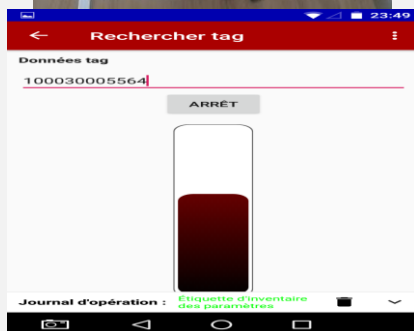 23:49
Rechercher tag
Données tag
100030005564
ARRÊT
Journal d'opération :
Étiquette d'inventaire
des paramètres